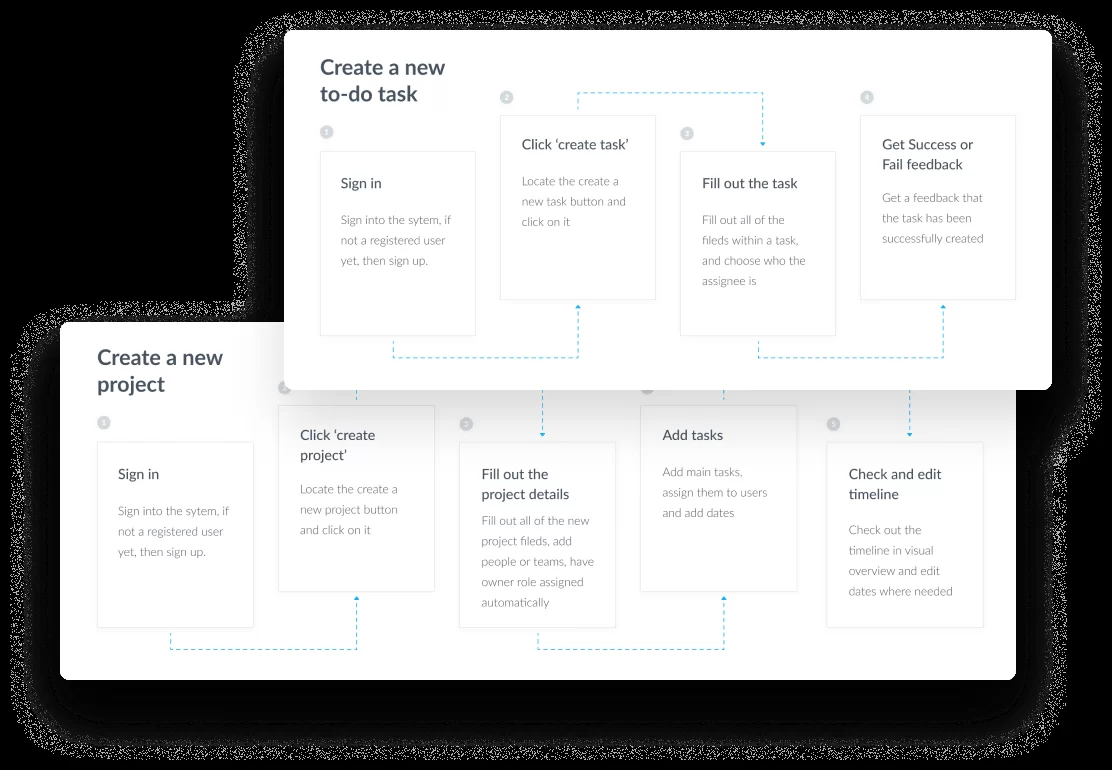 Create a new
to-do task
1
Sign in
Sign into the sytem, if
not a registered user
yet, then sign up.
2
Click ‘create task’
Locate the create a
new task button and
click on it
3
Fill out the task
Fill out all of the
fileds within a task,
and choose who the
assignee is
4
Get Success or
Fail feedback
Get a feedback that
the task has been
successfully created
Create a new
project
1
Sign in
Sign into the sytem, if
not a registered user
yet, then sign up.
Click ‘create
project’
Locate the create a
new project button
and click on it
3
Fill out the
project details
Fill out all of the new
project fileds, add
people or teams, have
owner role assigned
automatically
Add tasks
Add main tasks,
assign them to users
and add dates
5
Check and edit
timeline
Check out the
timeline in visual
overview and edit
dates where needed